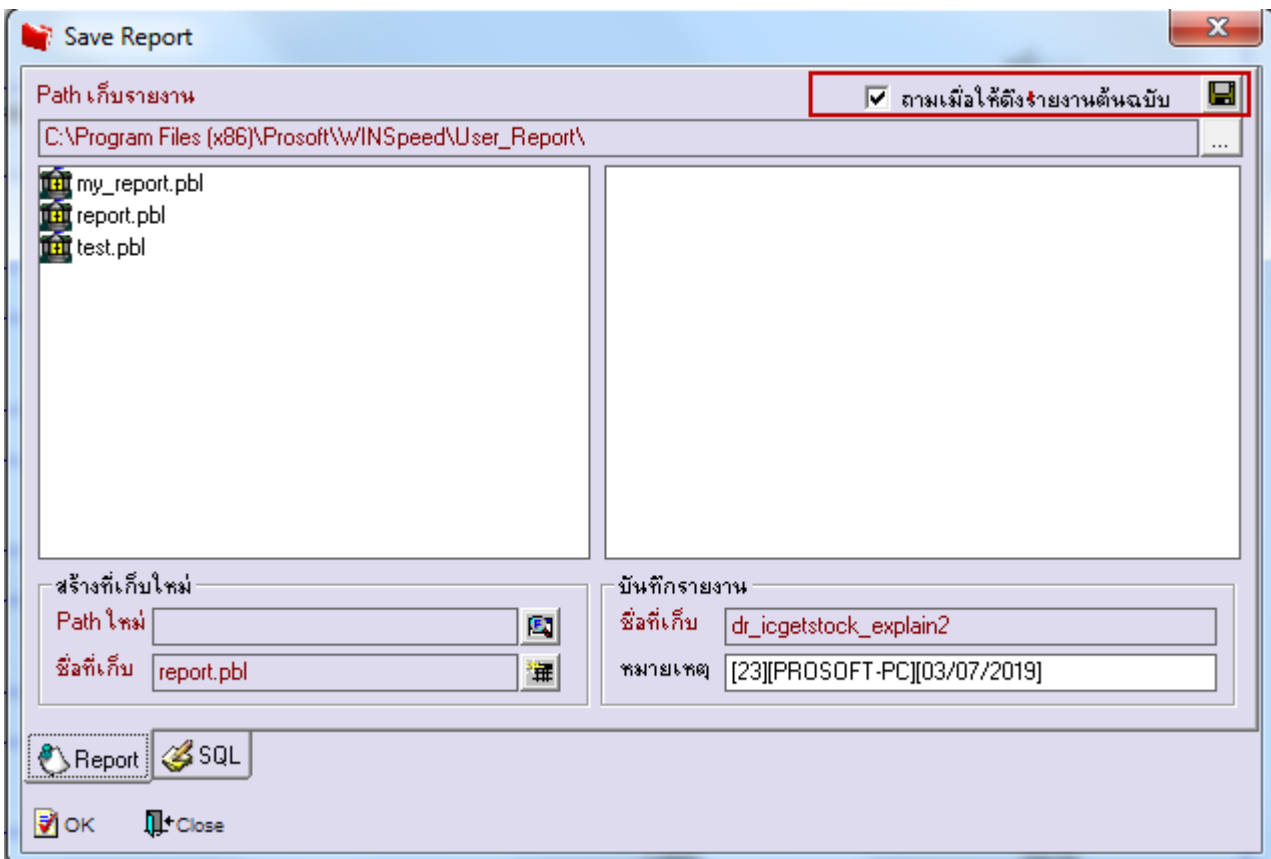 Save Report
Path เก็บรายงาน
ถามเมื่อให้ดึงรายงานต้นฉบับ
C:\Program Files (x86)\Prosoft\WINSpeed\User_Report\
...
my_report.pbl
report.pbl
test.pbl
สร้างที่เก็บใหม่
Path ใหม่
ชื่อที่เก็บ report.pbl
บันทึกรายงาน
ชื่อที่เก็บ dr_icgetstock_explain2
หมายเหตุ [23][PROSOFT-PC][03/07/2019]
Report SQL
OK Close